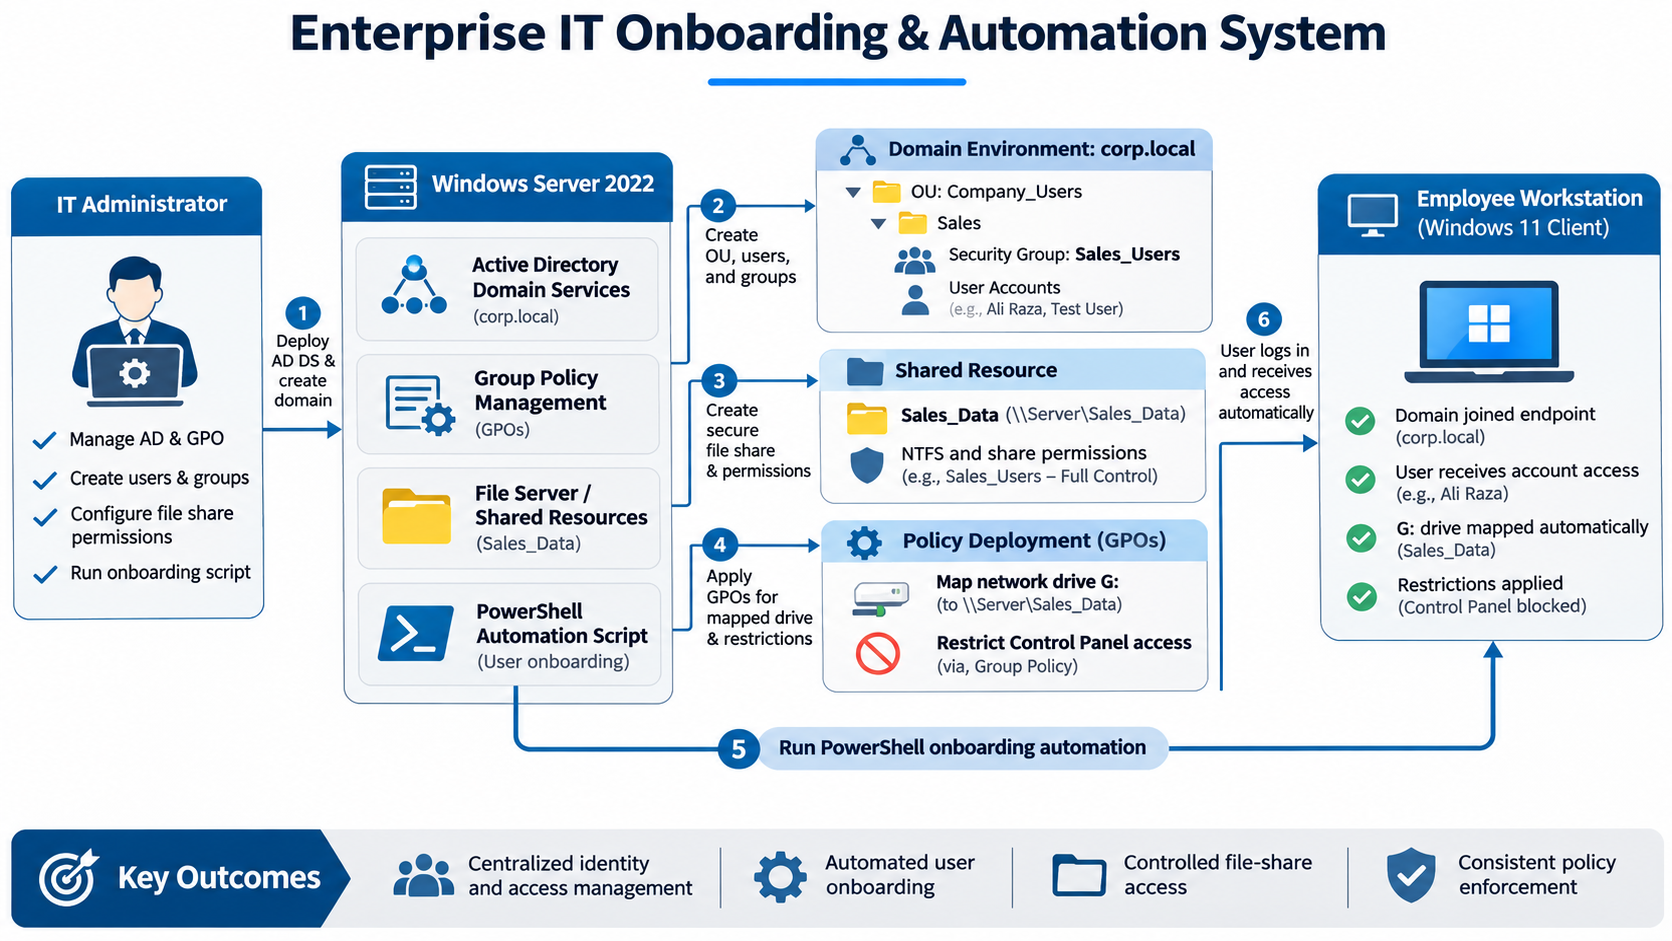 Enterprise IT Onboarding & Automation System
IT Administrator
Manage AD & GPO
Create users & groups
Configure file share
permissions
Run onboarding script
1
Deploy
AD DS &
create
domain
Windows Server 2022
Active Directory
Domain Services
(corp.local)
Group Policy
Management
(GPOs)
File Server /
Shared Resources
(Sales_Data)
PowerShell
Automation Script
(User onboarding)
2
Create
OU, users,
and groups
3
Create
secure
file share
& permissions
4
Apply
GPOs for
mapped drive
& restrictions
Domain Environment: corp.local
OU: Company_Users
Sales
Security Group: Sales_Users
User Accounts
(e.g., Ali Raza, Test User)
Shared Resource
Sales_Data (\\Server\Sales_Data)
NTFS and share permissions
(e.g., Sales_Users – Full Control)
Policy Deployment (GPOs)
Map network drive G:
(to \\Server\Sales_Data)
Restrict Control Panel access
(via, Group Policy)
5
Run PowerShell onboarding automation
6
User logs in
and receives
access
automatically
Employee Workstation
(Windows 11 Client)
Domain joined endpoint
(corp.local)
User receives account access
(e.g., Ali Raza)
G: drive mapped automatically
(Sales_Data)
Restrictions applied
(Control Panel blocked)
Key Outcomes
Centralized identity
and access management
Automated user
onboarding
Controlled file-share
access
Consistent policy
enforcement